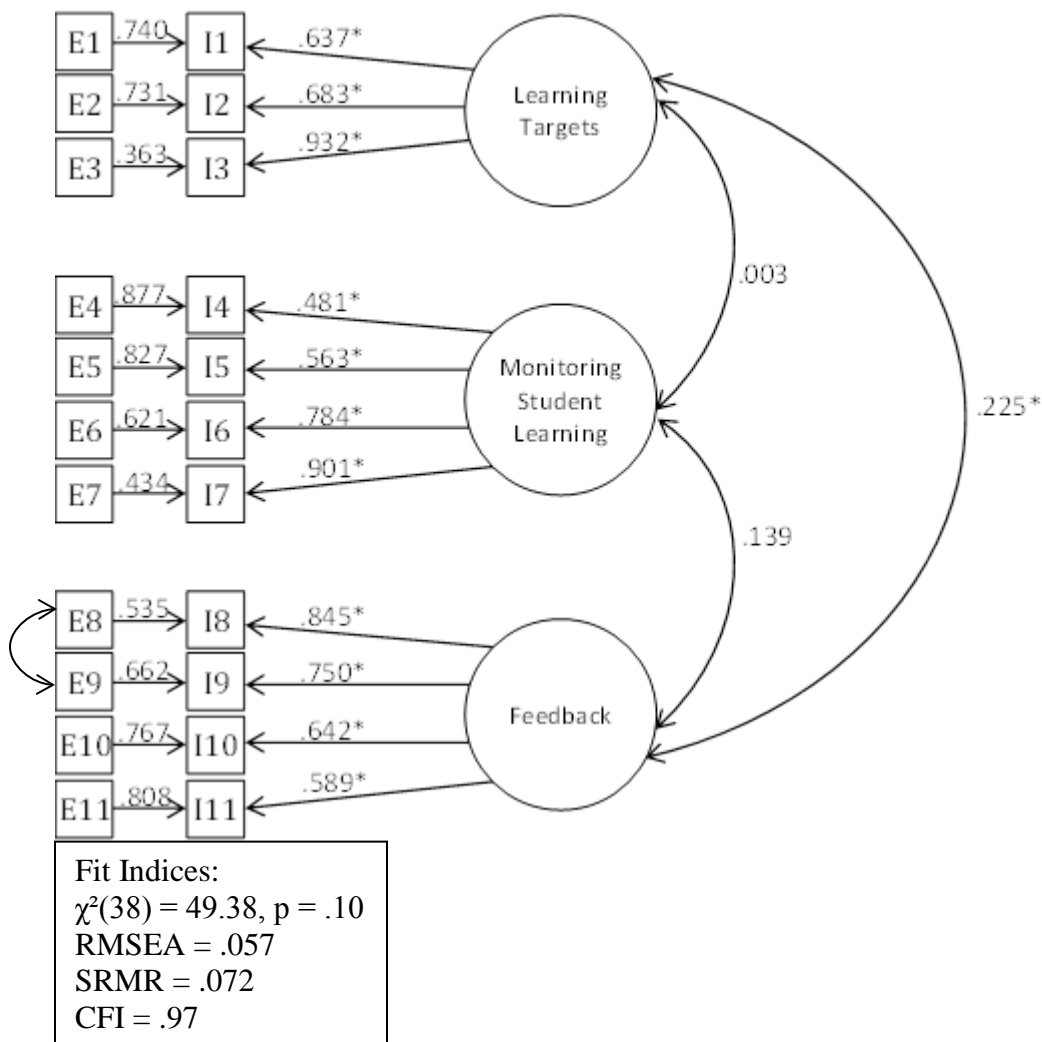 E1 .740 I1 .637*
E2 .731 I2 .683*
E3 .363 I3 .932*
Learning
Targets
.003
E4 .877 I4 .481*
E5 .827 I5 .563*
E6 .621 I6 .784*
E7 .434 I7 .901*
Monitoring
Student
Learning
.225*
.139
E8 .535 I8 .845*
E9 .662 I9 .750*
E10 .767 I10 .642*
E11 .808 I11 .589*
Feedback
Fit Indices:
χ²(38) = 49.38, p = .10
RMSEA = .057
SRMR = .072
CFI = .97